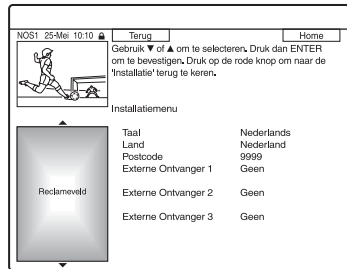 NOS1 25-Mei 10:10 Terug Home
Gebruik ▼ of ▲ om te selecteren. Druk dan ENTER
om te bevestigen. Druk op de rode knop om naar de
'Installatie' terug te keren.
Installatiemenu
Taal Nederlands
Land Nederland
Postcode 9999
Externe Ontvanger 1 Geen
Externe Ontvanger 2 Geen
Externe Ontvanger 3 Geen
Reclameveld